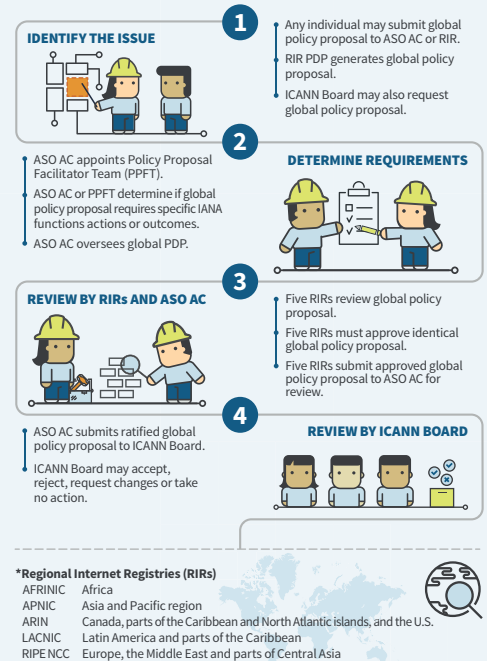 1
IDENTIFY THE ISSUE
Any individual may submit global
policy proposal to ASO AC or RIR.
RIR PDP generates global policy
proposal.
ICANN Board may also request
global policy proposal.
2
ASO AC appoints Policy Proposal
Facilitator Team (PPFT).
ASO AC or PPFT determine if global
policy proposal requires specific IANA
functions actions or outcomes.
ASO AC oversees global PDP.
DETERMINE REQUIREMENTS
3
REVIEW BY RIRs AND ASO AC
Five RIRs review global policy
proposal.
Five RIRs must approve identical
global policy proposal.
Five RIRs submit approved global
policy proposal to ASO AC for
review.
4
ASO AC submits ratified global
policy proposal to ICANN Board.
ICANN Board may accept,
reject, request changes or take
no action.
REVIEW BY ICANN BOARD
*Regional Internet Registries (RIRs)
AFRINIC Africa
APNIC Asia and Pacific region
ARIN Canada, parts of the Caribbean and North Atlantic islands, and the U.S.
LACNIC Latin America and parts of the Caribbean
RIPE NCC Europe, the Middle East and parts of Central Asia